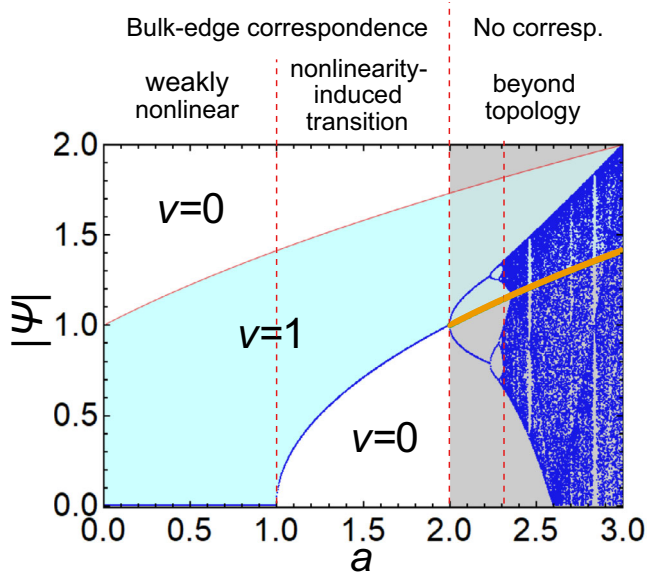 Bulk-edge correspondence
No corresp.
weakly
nonlinear
nonlinearity-
induced
transition
beyond
topology
2.0
1.5
1.0
0.5
0.0
|Ψ|
ν=0
ν=1
ν=0
0.0 0.5 1.0 1.5 2.0 2.5 3.0
a